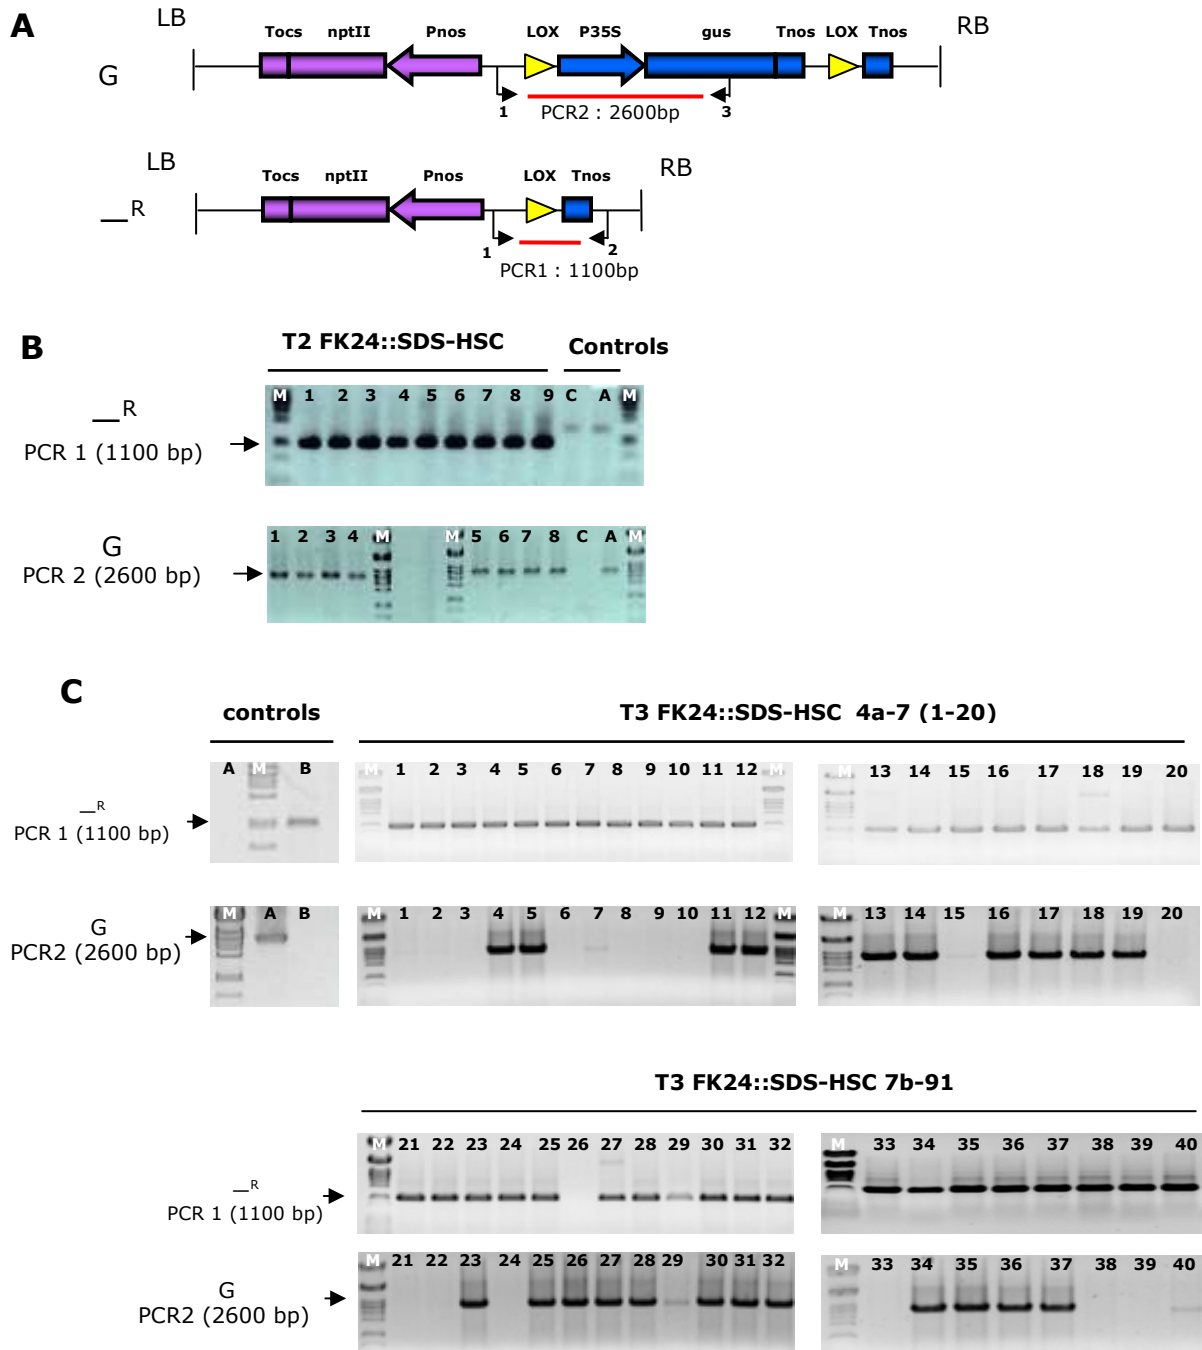 A
LB
Tocs nptII Pnos LOX P35S gus Tnos LOX Tnos
RB
G
1 3
PCR2 : 2600bp
LB
Tocs nptII Pnos LOX Tnos
RB
__R
1 2
PCR1 : 1100bp
B
T2 FK24::SDS-HSC Controls
M 1 2 3 4 5 6 7 8 9 C A M
__R
PCR 1 (1100 bp)
1 2 3 4 M M 5 6 7 8 C A M
G
PCR 2 (2600 bp)
C
controls T3 FK24::SDS-HSC 4a-7 (1-20)
A M B M 1 2 3 4 5 6 7 8 9 10 11 12 M M 13 14 15 16 17 18 19 20
__R
PCR 1 (1100 bp)
M A B M 1 2 3 4 5 6 7 8 9 10 11 12 M M 13 14 15 16 17 18 19 20
G
PCR2 (2600 bp)
T3 FK24::SDS-HSC 7b-91
M 21 22 23 24 25 26 27 28 29 30 31 32 M 33 34 35 36 37 38 39 40
__R
PCR 1 (1100 bp)
M 21 22 23 24 25 26 27 28 29 30 31 32 M 33 34 35 36 37 38 39 40
G
PCR2 (2600 bp)